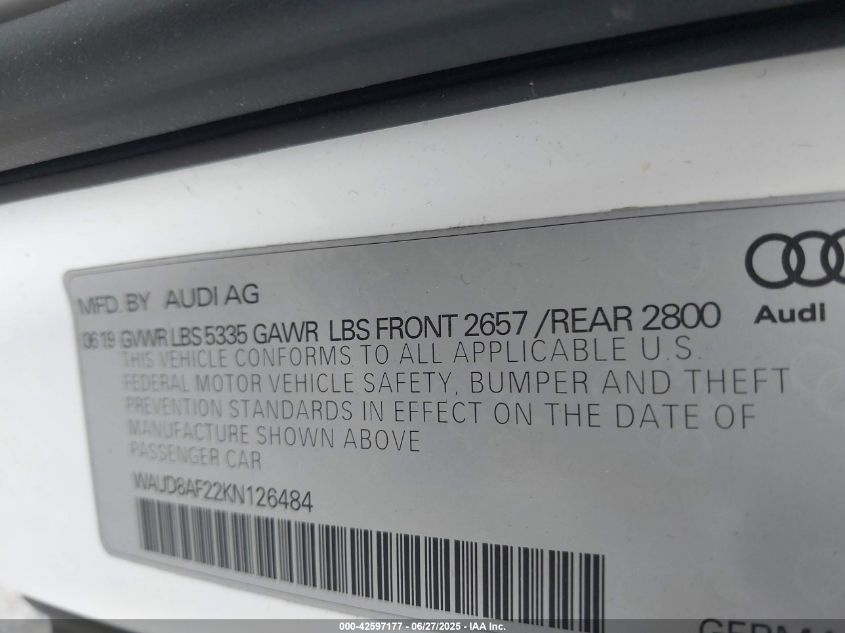 MFD. BY AUDI AG
06 19 GVWR LBS 5335 GAWR LBS FRONT 2657 / REAR 2800
THIS VEHICLE CONFORMS TO ALL APPLICABLE U.S.
FEDERAL MOTOR VEHICLE SAFETY, BUMPER AND THEFT
PREVENTION STANDARDS IN EFFECT ON THE DATE OF
MANUFACTURE SHOWN ABOVE
PASSENGER CAR
WAUD8AF22KN126484
Audi
000-42597177 - 06/27/2025 - IAA Inc.